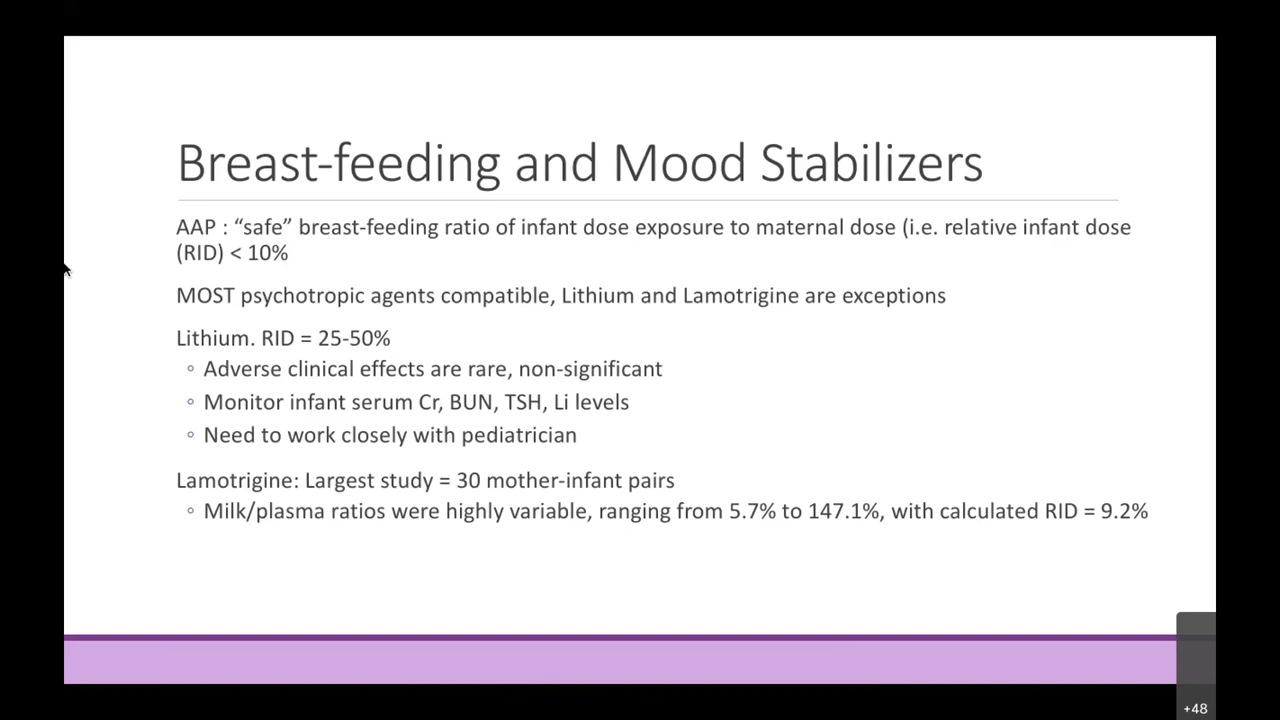 Breast-feeding and Mood Stabilizers
AAP : “safe” breast-feeding ratio of infant dose exposure to maternal dose (i.e. relative infant dose
(RID) < 10%
MOST psychotropic agents compatible, Lithium and Lamotrigine are exceptions
Lithium. RID = 25-50%
◦ Adverse clinical effects are rare, non-significant
◦ Monitor infant serum Cr, BUN, TSH, Li levels
◦ Need to work closely with pediatrician
Lamotrigine: Largest study = 30 mother-infant pairs
◦ Milk/plasma ratios were highly variable, ranging from 5.7% to 147.1%, with calculated RID = 9.2%
+48